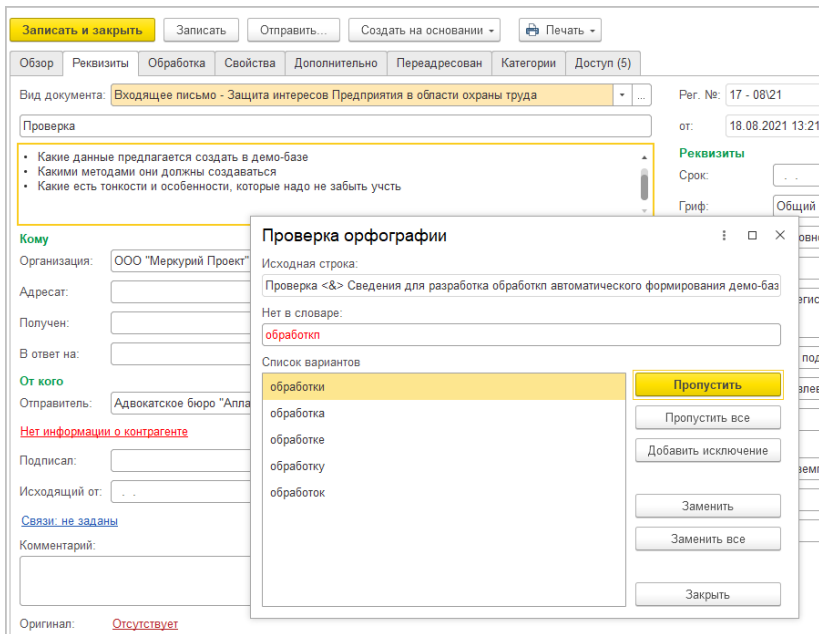 Записать и закрыть Записать Отправить... Создать на основании Печать
Обзор Реквизиты Обработка Свойства Дополнительно Переадресован Категории Доступ (5)
Вид документа: Входящее письмо - Защита интересов Предприятия в области охраны труда ... Рег. №: 17 - 08\21
Проверка от: 18.08.2021 13:21
• Какие данные предлагается создать в демо-базе
• Какими методами они должны создаваться
• Какие есть тонкости и особенности, которые надо не забыть учсть
Реквизиты
Срок: . .
Гриф: Общий
Кому
Организация: ООО "Меркурий Проект"
Адресат:
Получен:
В ответ на:
От кого
Отправитель: Адвокатское бюро "Аппа
Нет информации о контрагенте
Подписал:
Исходящий от: . .
Связи: не заданы
Комментарий:
Оригинал: Отсутствует
Проверка орфографии
Исходная строка:
Проверка <&> Сведения для разработка обработкп автоматического формирования демо-баз
Нет в словаре:
обработкп
Список вариантов
обработки
обработка
обработке
обработку
обработок
Пропустить
Пропустить все
Добавить исключение
Заменить
Заменить все
Закрыть